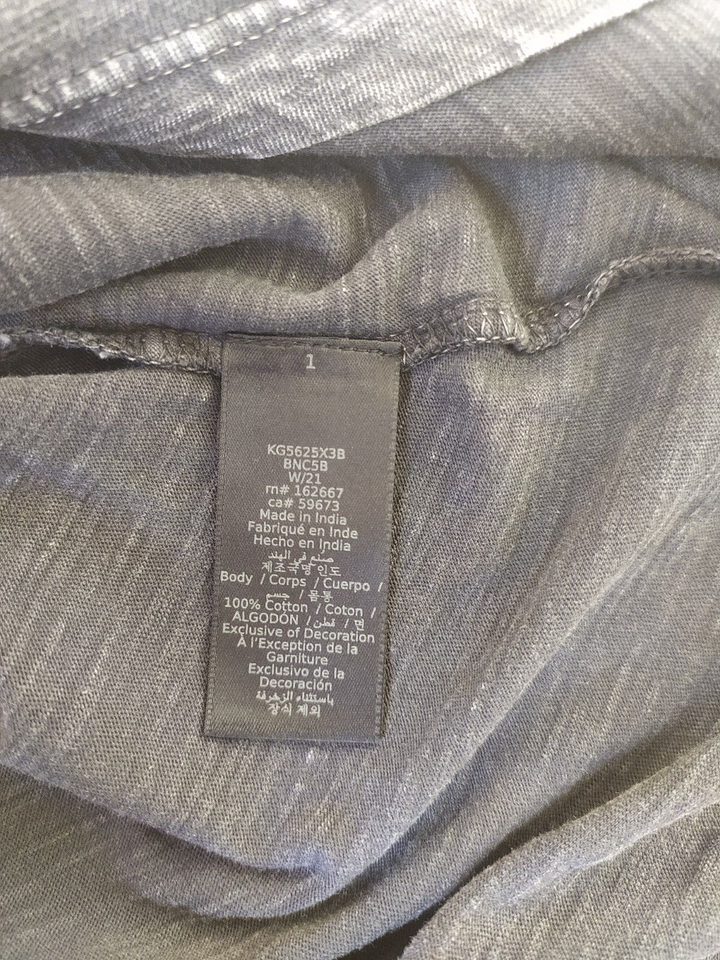 1
KG5625X3B
BNC5B
W/21
rn# 162667
ca# 59673
Made in India
Fabriqué en Inde
Hecho en India
صنع في الهند
제조국명 인도
Body / Corps / Cuerpo /
جسم / 몸통
100% Cotton / Coton /
ALGODÓN / قطن / 면
Exclusive of Decoration
À l'Exception de la
Garniture
Exclusivo de la
Decoración
باستثناء الزخرفة
장식 제외